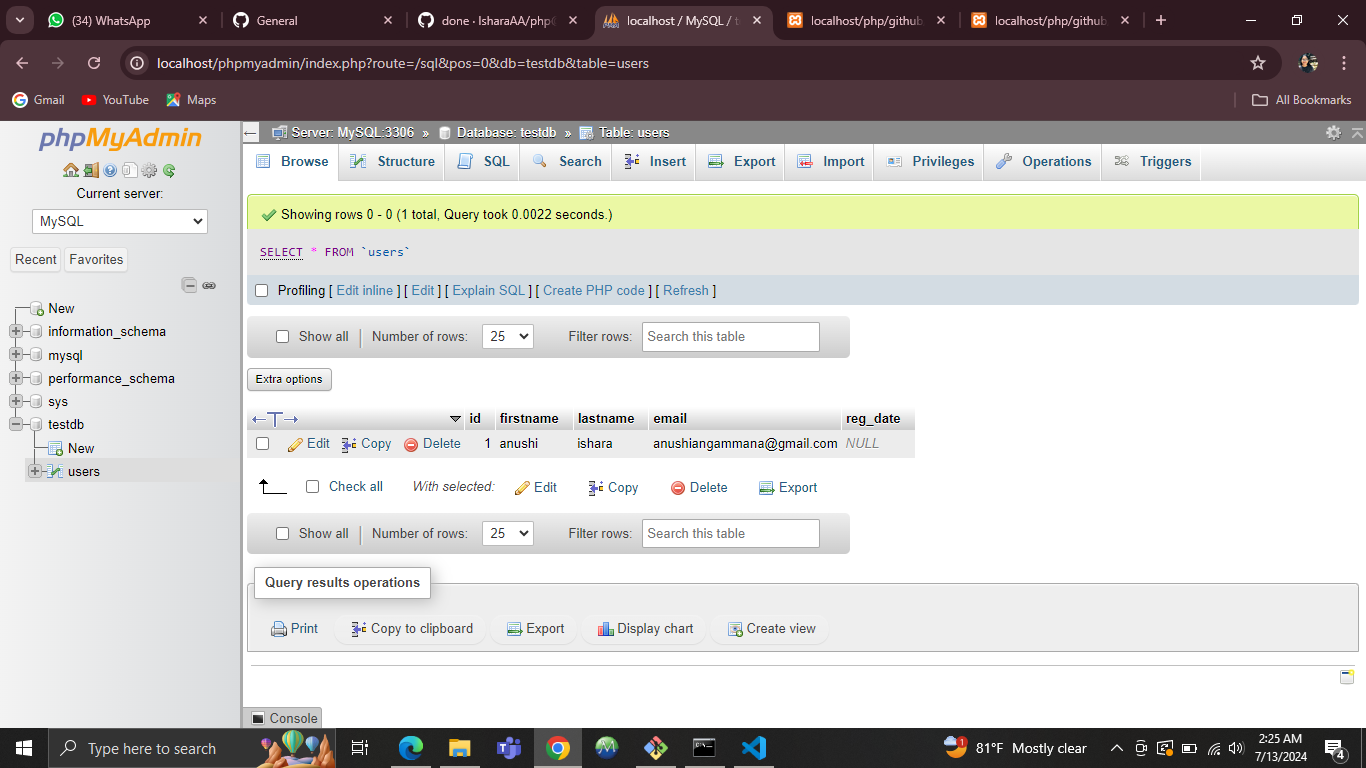 (34) WhatsApp
General
done · IsharaAA/php
localhost / MySQL / t
localhost/php/github
localhost/php/github
localhost/phpmyadmin/index.php?route=/sql&pos=0&db=testdb&table=users
Gmail
YouTube
Maps
All Bookmarks
phpMyAdmin
Current server:
MySQL
Recent
Favorites
New
information_schema
mysql
performance_schema
sys
testdb
New
users
Server: MySQL:3306 » Database: testdb » Table: users
Browse
Structure
SQL
Search
Insert
Export
Import
Privileges
Operations
Triggers
Showing rows 0 - 0 (1 total, Query took 0.0022 seconds.)
SELECT * FROM `users`
Profiling [ Edit inline ] [ Edit ] [ Explain SQL ] [ Create PHP code ] [ Refresh ]
Show all
Number of rows:
25
Filter rows:
Search this table
Extra options
←T→ id firstname lastname email reg_date
Edit Copy Delete 1 anushi ishara anushiangammana@gmail.com NULL
Check all With selected: Edit Copy Delete Export
Show all
Number of rows:
25
Filter rows:
Search this table
Query results operations
Print
Copy to clipboard
Export
Display chart
Create view
Console
Type here to search
1
81°F Mostly clear
2:25 AM
7/13/2024
4